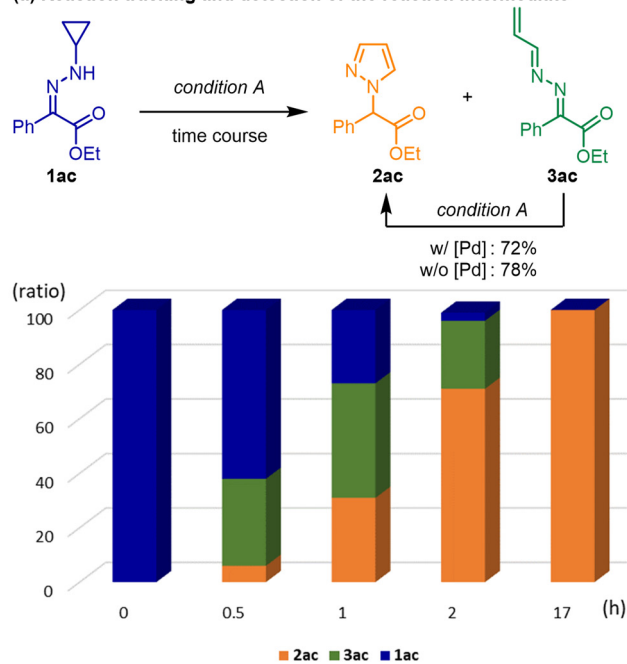 N
NH
Ph
O
OEt
1ac
condition A
time course
N
N
Ph
O
OEt
2ac
+
N
N
Ph
O
OEt
3ac
condition A
w/ [Pd] : 72%
w/o [Pd] : 78%
(ratio)
100
80
60
40
20
0
0 0.5 1 2 17 (h)
2ac 3ac 1ac